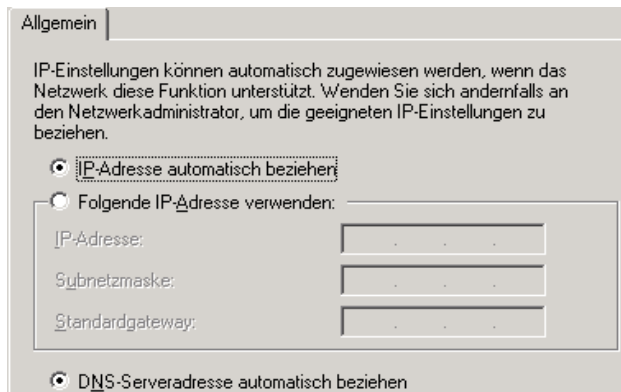 Allgemein
IP-Einstellungen können automatisch zugewiesen werden, wenn das
Netzwerk diese Funktion unterstützt. Wenden Sie sich andernfalls an
den Netzwerkadministrator, um die geeigneten IP-Einstellungen zu
beziehen.
IP-Adresse automatisch beziehen
Folgende IP-Adresse verwenden:
IP-Adresse:
Subnetzmaske:
Standardgateway:
DNS-Serveradresse automatisch beziehen